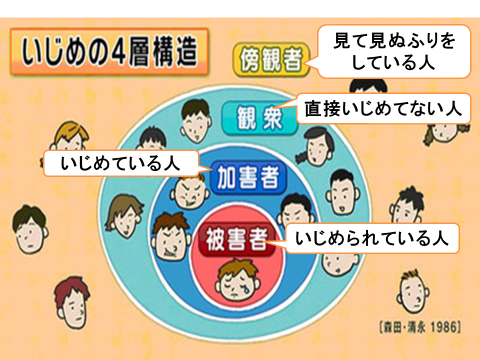 いじめの4層構造
傍観者
見て見ぬふりを
している人
観衆
直接いじめてない人
いじめている人
加害者
被害者
いじめられている人
[森田・清永 1986]